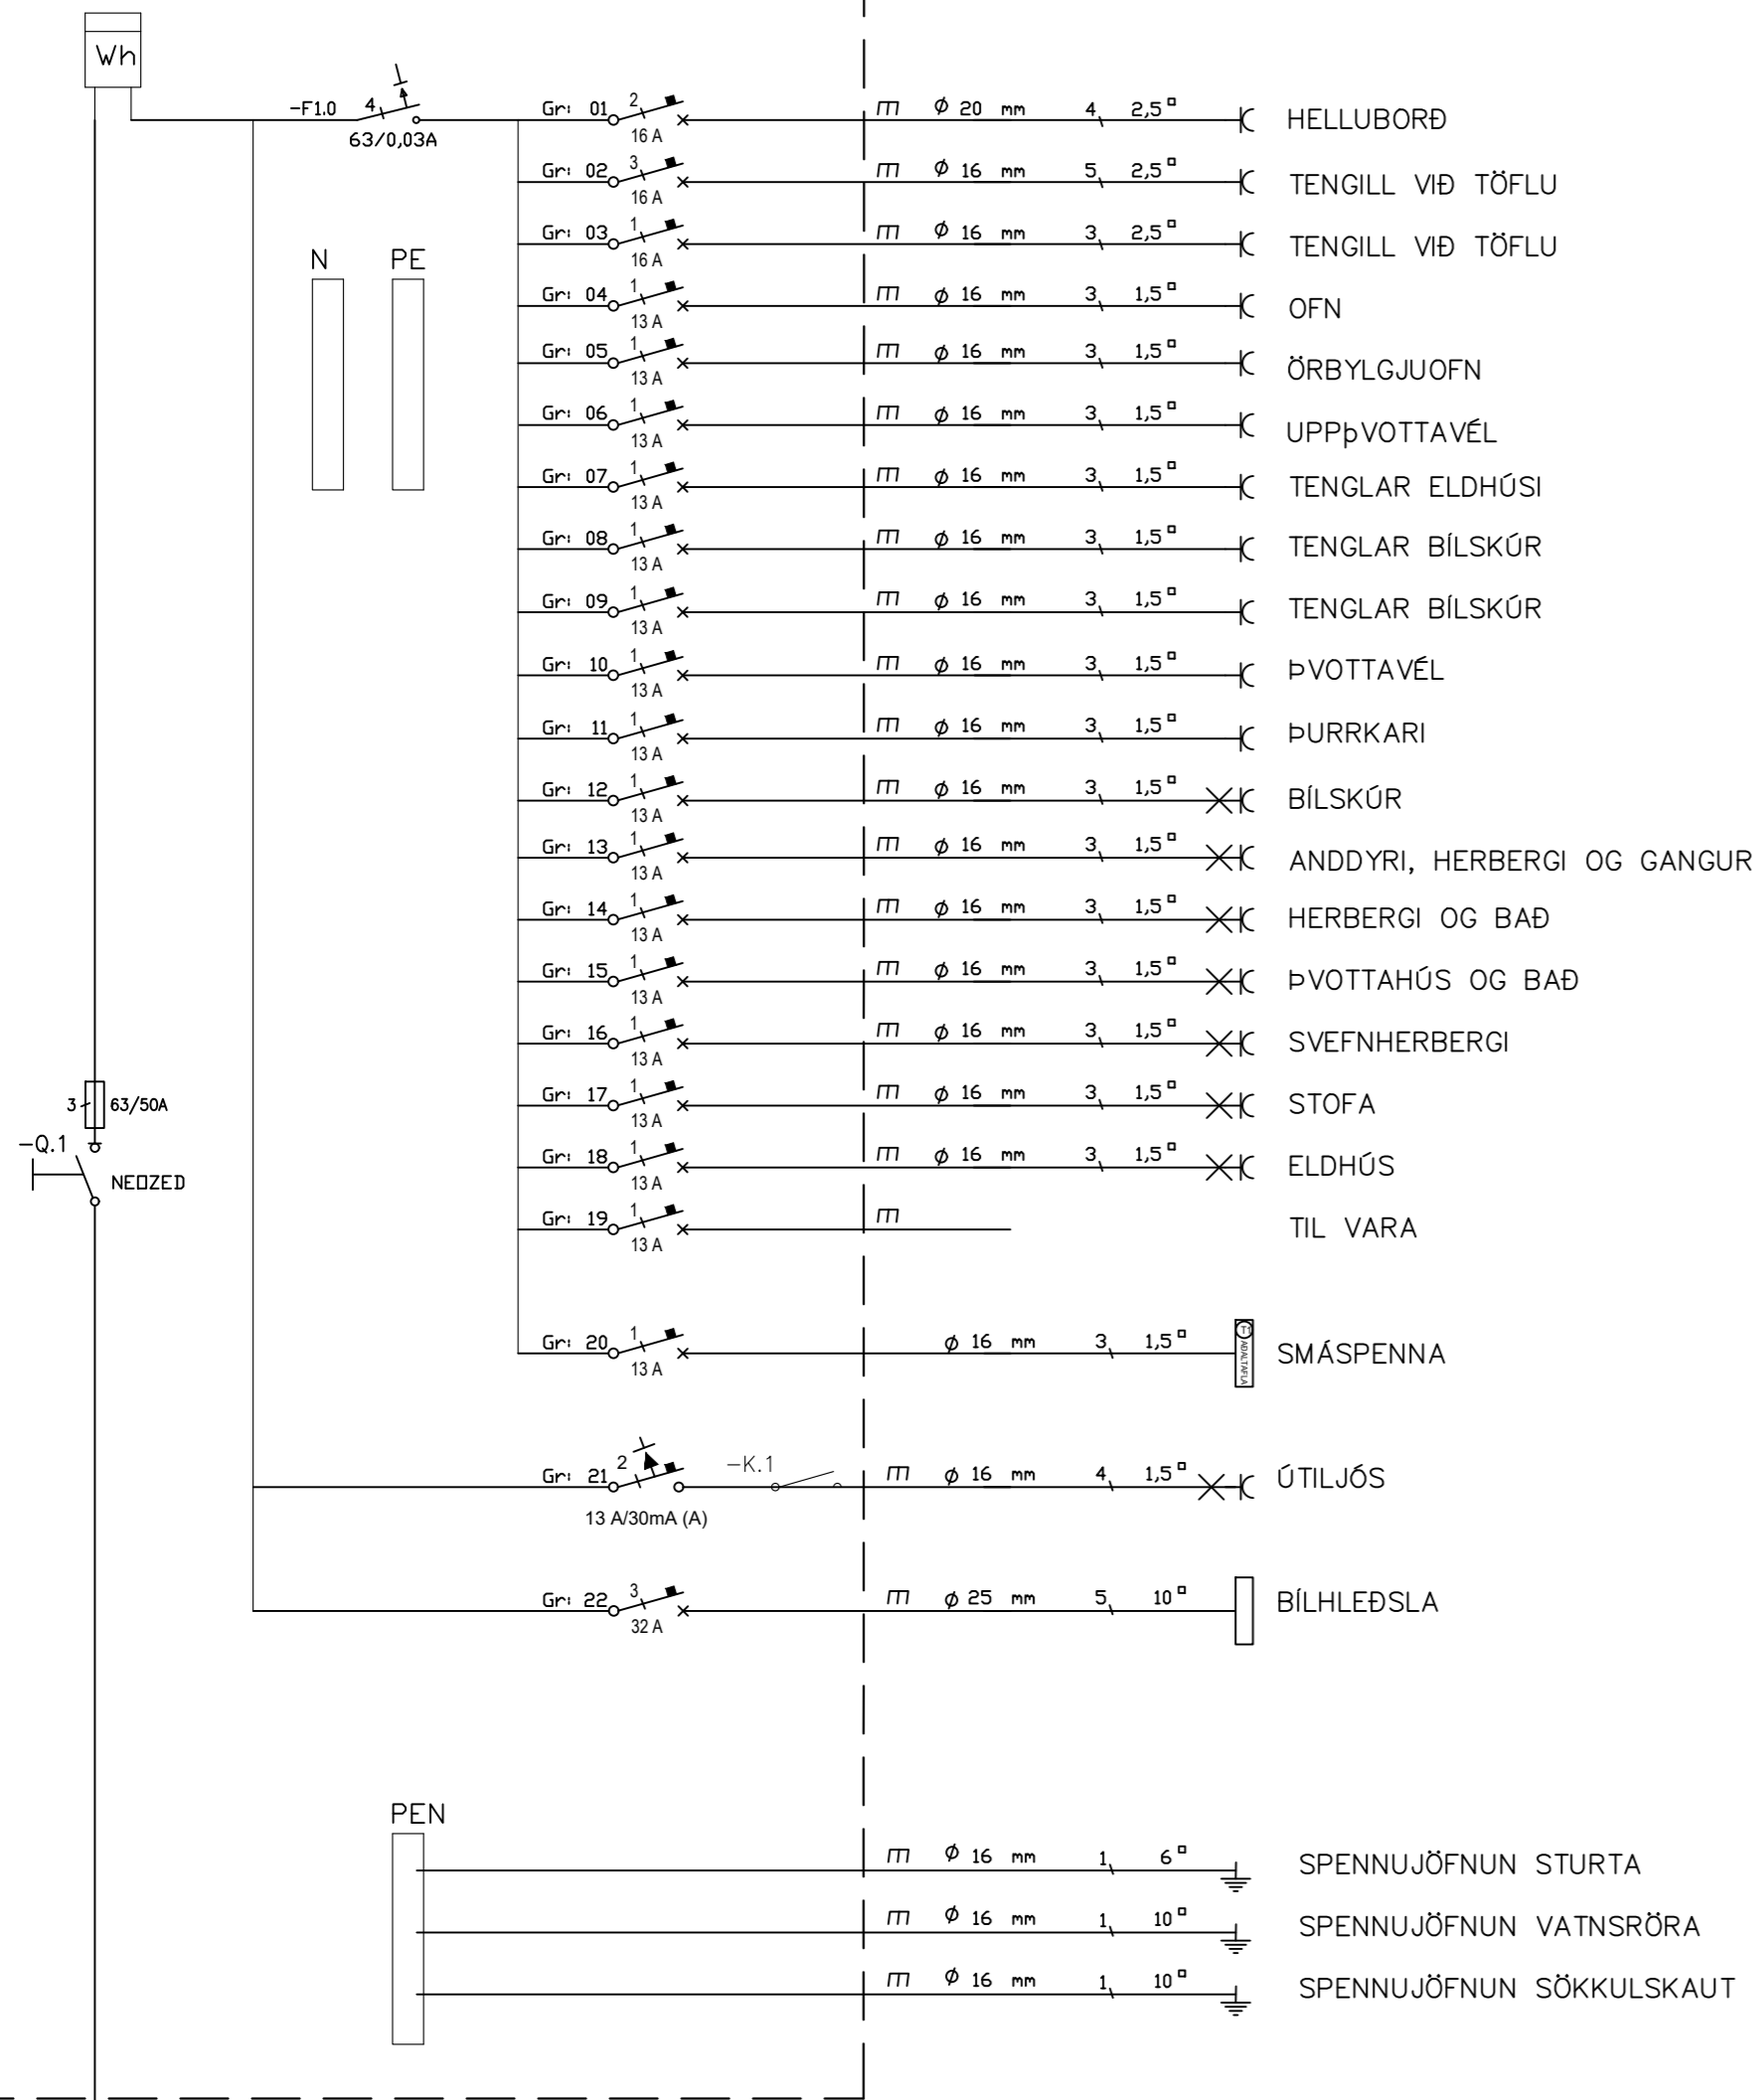 Wh
-F1.0 4 63/0,03A
N PE
Gr: 01 2 16 A Φ 20 mm 4 2,5□ HELLUBORÐ
Gr: 02 3 16 A Φ 16 mm 5 2,5□ TENGILL VIÐ TÖFLU
Gr: 03 1 16 A Φ 16 mm 3 2,5□ TENGILL VIÐ TÖFLU
Gr: 04 1 13 A Φ 16 mm 3 1,5□ OFN
Gr: 05 1 13 A Φ 16 mm 3 1,5□ ÖRBYLGJUOFN
Gr: 06 1 13 A Φ 16 mm 3 1,5□ UPPþVOTTAVÉL
Gr: 07 1 13 A Φ 16 mm 3 1,5□ TENGLAR ELDHÚSI
Gr: 08 1 13 A Φ 16 mm 3 1,5□ TENGLAR BÍLSKÚR
Gr: 09 1 13 A Φ 16 mm 3 1,5□ TENGLAR BÍLSKÚR
Gr: 10 1 13 A Φ 16 mm 3 1,5□ ÞVOTTAVÉL
Gr: 11 1 13 A Φ 16 mm 3 1,5□ ÞURRKARI
Gr: 12 1 13 A Φ 16 mm 3 1,5□ BÍLSKÚR
Gr: 13 1 13 A Φ 16 mm 3 1,5□ ANDDYRI, HERBERGI OG GANGUR
Gr: 14 1 13 A Φ 16 mm 3 1,5□ HERBERGI OG BAÐ
Gr: 15 1 13 A Φ 16 mm 3 1,5□ ÞVOTTAHÚS OG BAÐ
Gr: 16 1 13 A Φ 16 mm 3 1,5□ SVEFNHERBERGI
Gr: 17 1 13 A Φ 16 mm 3 1,5□ STOFA
Gr: 18 1 13 A Φ 16 mm 3 1,5□ ELDHÚS
Gr: 19 1 13 A TIL VARA
Gr: 20 1 13 A Φ 16 mm 3 1,5□ T1 AÐALTAFLA SMÁSPENNA
Gr: 21 2 13 A/30mA (A) -K.1 Φ 16 mm 4 1,5□ ÚTILJÓS
Gr: 22 3 32 A Φ 25 mm 5 10□ BÍLHLEÐSLA
3 63/50A
-Q.1
NEOZED
PEN
Φ 16 mm 1 6□ SPENNUJÖFNUN STURTA
Φ 16 mm 1 10□ SPENNUJÖFNUN VATNSRÖRA
Φ 16 mm 1 10□ SPENNUJÖFNUN SÖKKULSKAUT